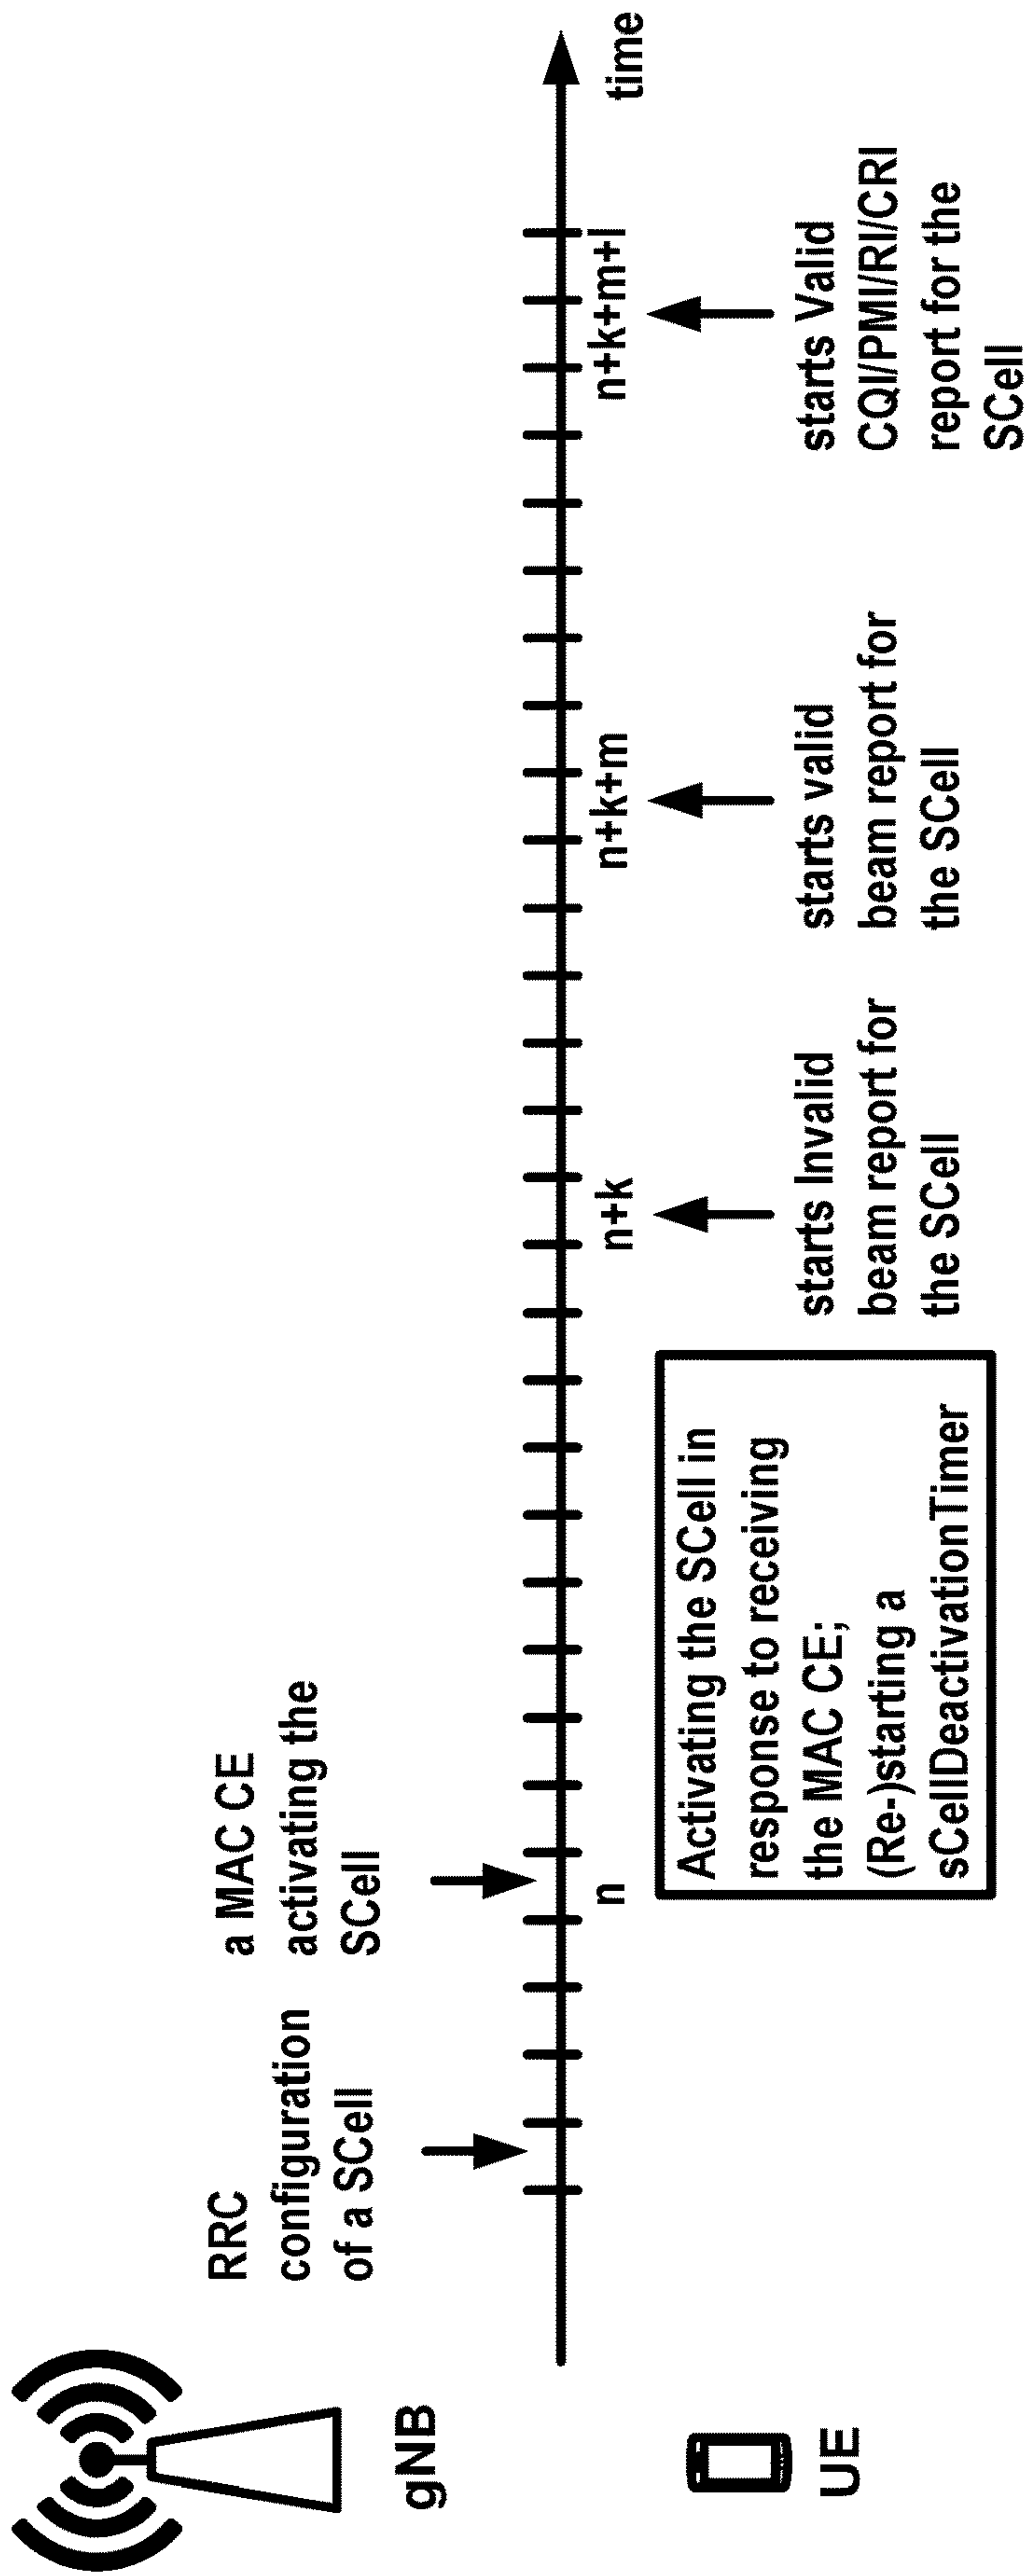 RRC
configuration
of a SCell
a MAC CE
activating the
SCell
gNB
time
n
n+k
n+k+m
n+k+m+l
Activating the SCell in
response to receiving
the MAC CE;
(Re-)starting a
sCellDeactivationTimer
starts Invalid
beam report for
the SCell
starts valid
beam report for
the SCell
starts Valid
CQI/PMI/RI/CRI
report for the
SCell
UE